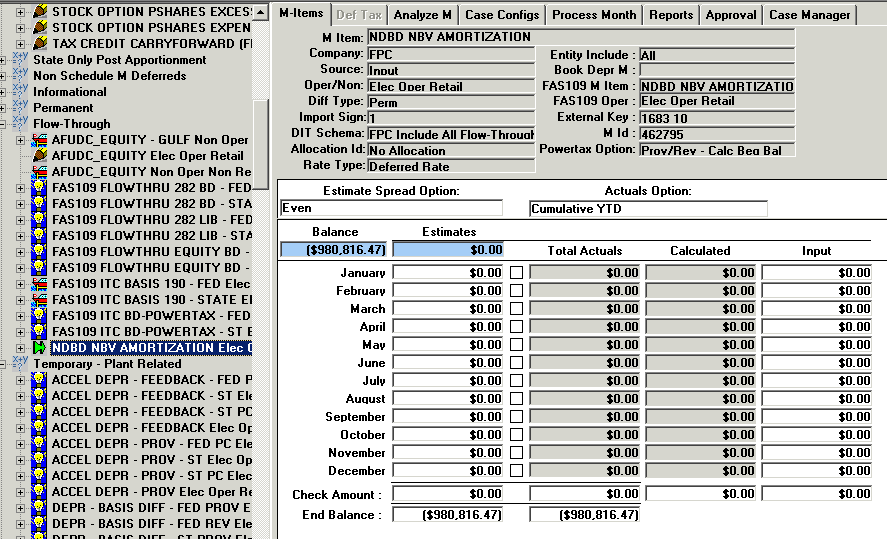 STOCK OPTION PSHARES EXCES
STOCK OPTION PSHARES EXPEN
TAX CREDIT CARRYFORWARD (F
State Only Post Apportionment
Non Schedule M Deferreds
Informational
Permanent
Flow-Through
AFUDC_EQUITY - GULF Non Oper
AFUDC_EQUITY Elec Oper Retail
AFUDC_EQUITY Non Oper Non Re
FAS109 FLOWTHRU 282 BD - FED
FAS109 FLOWTHRU 282 BD - STA
FAS109 FLOWTHRU 282 LIB - FED
FAS109 FLOWTHRU 282 LIB - STA
FAS109 FLOWTHRU EQUITY BD -
FAS109 FLOWTHRU EQUITY BD -
FAS109 ITC BASIS 190 - FED Elec
FAS109 ITC BASIS 190 - STATE El
FAS109 ITC BD-POWERTAX - FED
FAS109 ITC BD-POWERTAX - ST E
NDBD NBV AMORTIZATION Elec O
Temporary - Plant Related
ACCEL DEPR - FEEDBACK - FED P
ACCEL DEPR - FEEDBACK - ST Ele
ACCEL DEPR - FEEDBACK - ST PC
ACCEL DEPR - FEEDBACK Elec Op
ACCEL DEPR - PROV - FED PC Ele
ACCEL DEPR - PROV - ST Elec Op
ACCEL DEPR - PROV - ST PC Elec
ACCEL DEPR - PROV Elec Oper Re
DEPR - BASIS DIFF - FED PROV E
DEPR - BASIS DIFF - FED REV Ele
DEPR - BASIS DIFF - ST PROV Ele
M-Items Def Tax Analyze M Case Configs Process Month Reports Approval Case Manager
M Item: NDBD NBV AMORTIZATION
Company: FPC Entity Include : All
Source: Input Book Depr M :
Oper/Non: Elec Oper Retail FAS109 M Item : NDBD NBV AMORTIZATIO
Diff Type: Perm FAS109 Oper : Elec Oper Retail
Import Sign: 1 External Key : 1683 10
DIT Schema: FPC Include All Flow-Through M Id : 462795
Allocation Id: No Allocation Powertax Option: Prov/Rev - Calc Beg Bal
Rate Type: Deferred Rate
Estimate Spread Option: Actuals Option:
Even Cumulative YTD
Balance Estimates
($980,816.47) $0.00 Total Actuals Calculated Input
January $0.00 $0.00 $0.00 $0.00
February $0.00 $0.00 $0.00 $0.00
March $0.00 $0.00 $0.00 $0.00
April $0.00 $0.00 $0.00 $0.00
May $0.00 $0.00 $0.00 $0.00
June $0.00 $0.00 $0.00 $0.00
July $0.00 $0.00 $0.00 $0.00
August $0.00 $0.00 $0.00 $0.00
September $0.00 $0.00 $0.00 $0.00
October $0.00 $0.00 $0.00 $0.00
November $0.00 $0.00 $0.00 $0.00
December $0.00 $0.00 $0.00 $0.00
Check Amount : $0.00 $0.00 $0.00 $0.00
End Balance : ($980,816.47) ($980,816.47)